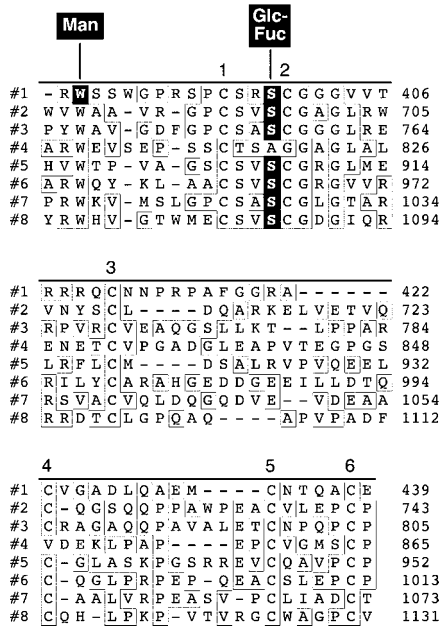 Man
Glc-
Fuc
1 2
#1 - R W S S W G P R S P C S R S C G G G V V T 406
#2 W V W A A - V R - G P C S V S C G A G L R W 705
#3 P Y W A V - G D F G P C S A S C G G G L R E 764
#4 A R W E V S E P - S S C T S A G G A G L A L 826
#5 H V W T P - V A - G S C S V S C G R G L M E 914
#6 A R W Q Y - K L - A A C S V S C G R G V V R 972
#7 P R W K V - M S L G P C S A S C G L G T A R 1034
#8 Y R W H V - G T W M E C S V S C G D G I Q R 1094
3
#1 R R R Q C N N P R P A F G G R A - - - - - - 422
#2 V N Y S C L - - - D Q A R K E L V E T V Q 723
#3 R P V R C V E A Q G S L L K T - L P P A R 784
#4 E N E T C V P G A D G L E A P V T E G P G S 848
#5 L R F L C M - - - D S A L R V P V Q E E L 932
#6 R I L Y C A R A H G E D D G E E I L L D T Q 994
#7 R S V A C V Q L D Q G Q D V E - V D E A A 1054
#8 R R D T C L G P Q A Q - - - - A P V P A D F 1112
4 5 6
#1 C V G A D L Q A E M - - - - C N T Q A C E 439
#2 C - Q G S Q Q P P A W P E A C V L E P C P 743
#3 C R A G A Q Q P A V A L E T C N P Q P C P 805
#4 V D E K L P A P - - - - E P C V G M S C P 865
#5 C - G L A S K P G S R R E V C Q A V P C P 952
#6 C - Q G L P R P E P - Q E A C S L E P C P 1013
#7 C - A A L V R P E A S V - P C L I A D C T 1073
#8 C Q H - L P K P - V T V R G C W A G P C V 1131